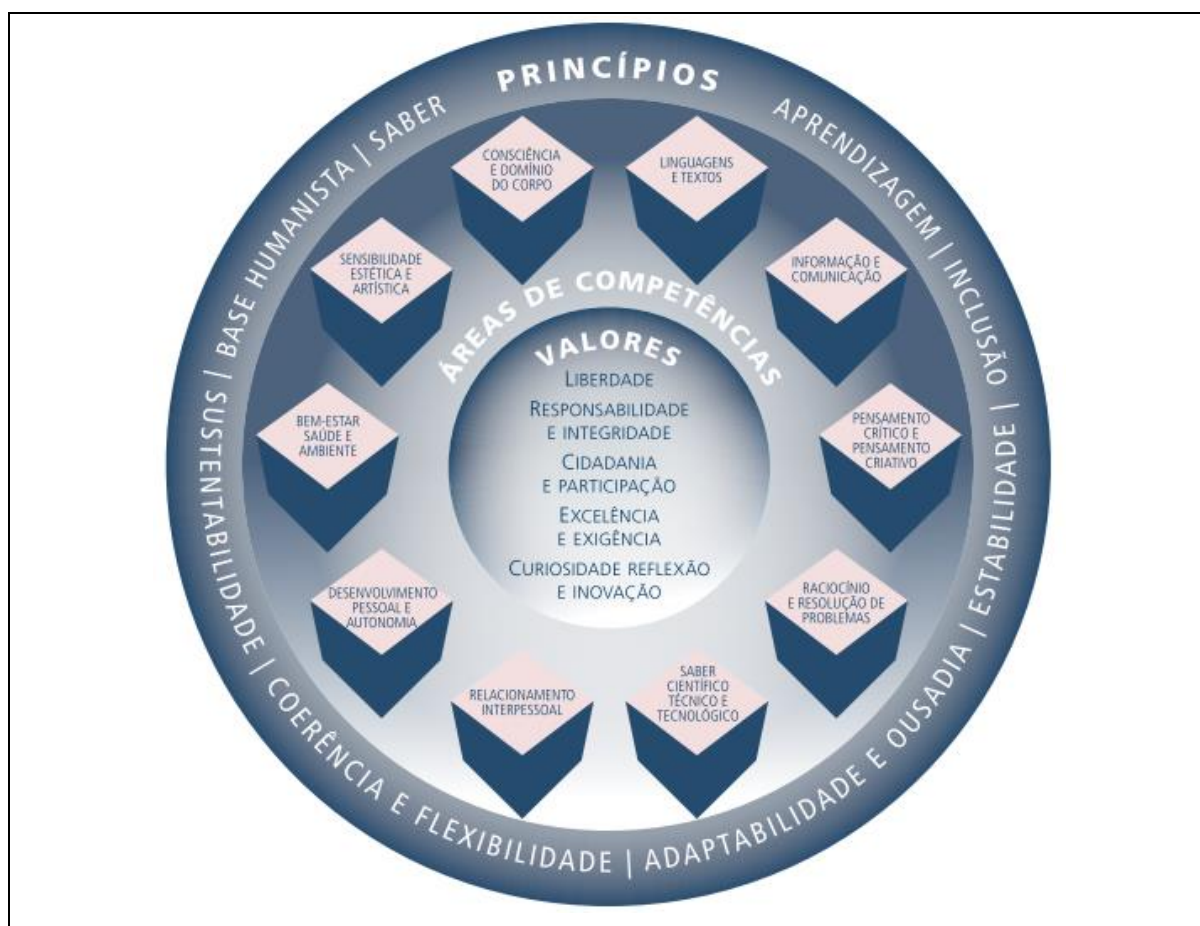 PRINCÍPIOS
APRENDIZAGEM | INCLUSÃO | ESTABILIDADE | ADAPTABILIDADE E OUSADIA | COERÊNCIA E FLEXIBILIDADE | SUSTENTABILIDADE | BASE HUMANISTA | SABER
CONSCIÊNCIA
E DOMÍNIO
DO CORPO
LINGUAGENS
E TEXTOS
SENSIBILIDADE
ESTÉTICA E
ARTÍSTICA
INFORMAÇÃO E
COMUNICAÇÃO
BEM-ESTAR
SAÚDE E
AMBIENTE
PENSAMENTO
CRÍTICO E
PENSAMENTO
CRIATIVO
DESENVOLVIMENTO
PESSOAL E
AUTONOMIA
RACIOCÍNIO
E RESOLUÇÃO DE
PROBLEMAS
RELACIONAMENTO
INTERPESSOAL
SABER
CIENTÍFICO
TÉCNICO E
TECNOLÓGICO
ÁREAS DE COMPETÊNCIAS
VALORES
LIBERDADE
RESPONSABILIDADE
E INTEGRIDADE
CIDADANIA
E PARTICIPAÇÃO
EXCELÊNCIA
E EXIGÊNCIA
CURIOSIDADE REFLEXÃO
E INOVAÇÃO